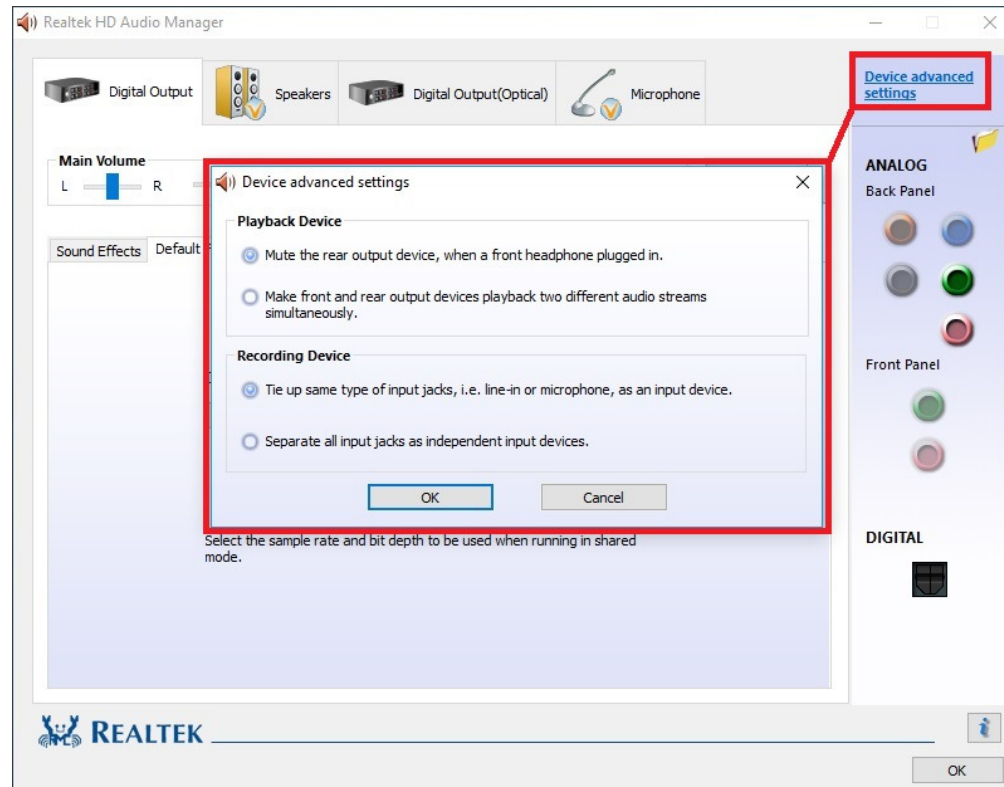 Realtek HD Audio Manager
Digital Output
Speakers
Digital Output(Optical)
Microphone
Device advanced
settings
Main Volume
L
R
Sound Effects
Default
Device advanced settings
Playback Device
Mute the rear output device, when a front headphone plugged in.
Make front and rear output devices playback two different audio streams
simultaneously.
Recording Device
Tie up same type of input jacks, i.e. line-in or microphone, as an input device.
Separate all input jacks as independent input devices.
OK
Cancel
Select the sample rate and bit depth to be used when running in shared
mode.
ANALOG
Back Panel
Front Panel
DIGITAL
REALTEK
i
OK